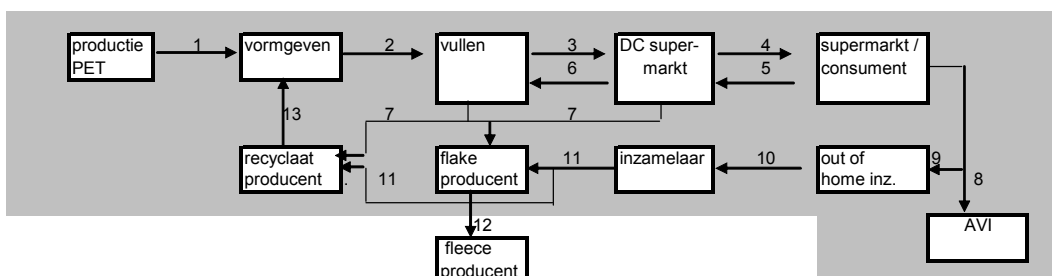 productie
PET
1
vormgeven
2
vullen
3
6
DC super-
markt
4
5
supermarkt /
consument
13
7
7
recyclaat
producent
.
11
flake
producent
11
inzamelaar
10
out of
home inz.
9
8
12
AVI
fleece
producent